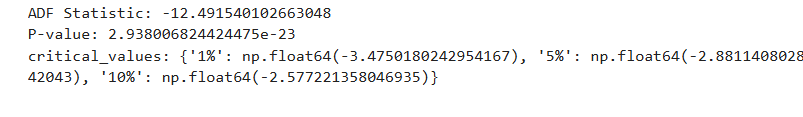 ADF Statistic: -12.491540102663048
P-value: 2.938006824424475e-23
critical_values: {'1%': np.float64(-3.4750180242954167), '5%': np.float64(-2.8811408028
42043), '10%': np.float64(-2.577221358046935)}